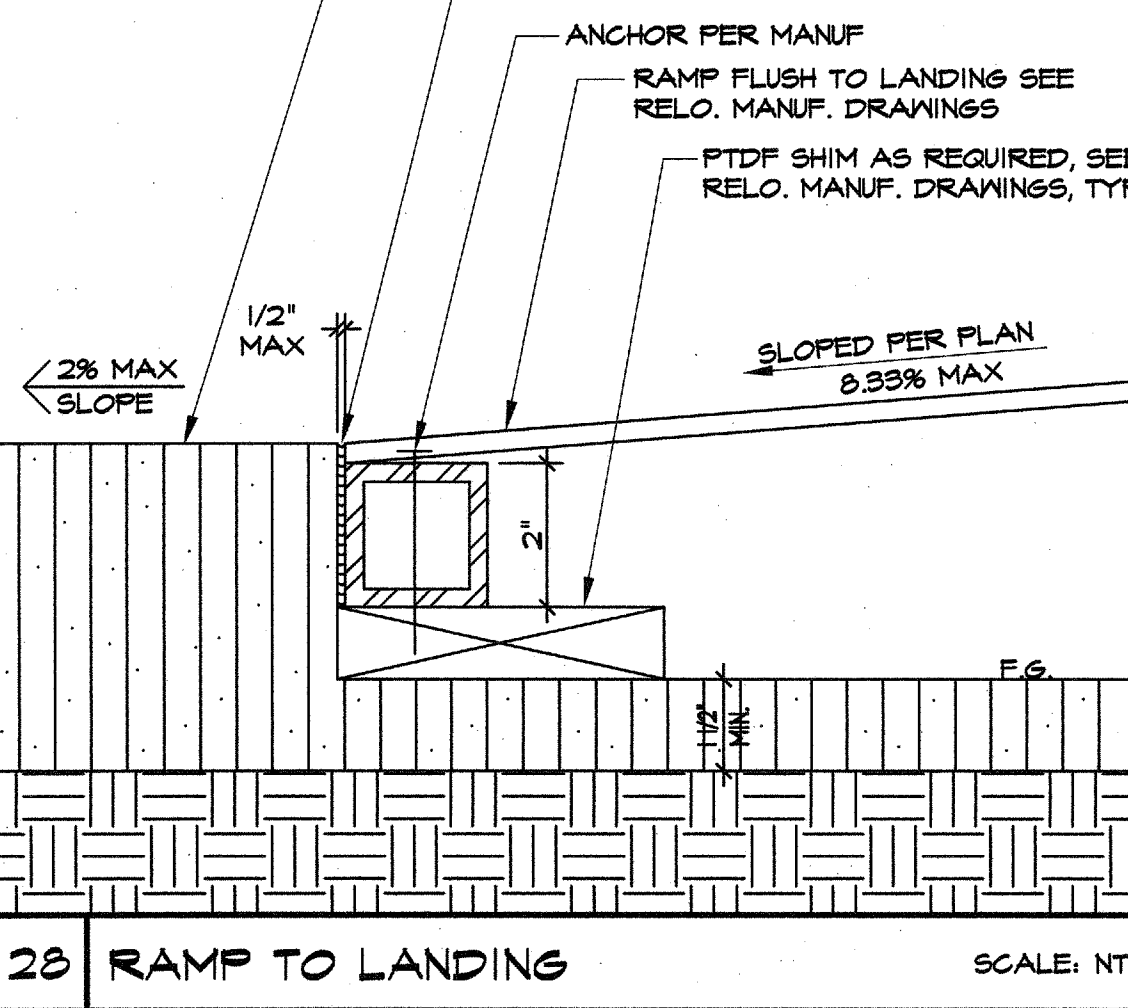 ANCHOR PER MANUF
RAMP FLUSH TO LANDING SEE
RELO. MANUF. DRAWINGS
PTDF SHIM AS REQUIRED, SEE
RELO. MANUF. DRAWINGS, TYP
1/2"
MAX
2% MAX
SLOPE
SLOPED PER PLAN
8.33% MAX
2"
F.G.
1 1/2"
MIN.
28 RAMP TO LANDING
SCALE: NT